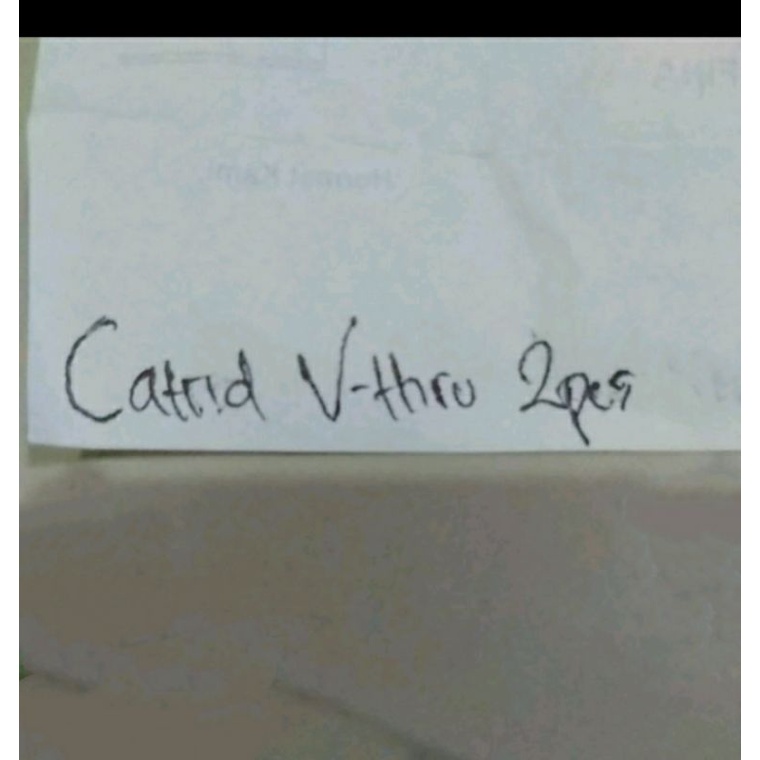 Catrid V-thru 2pcs